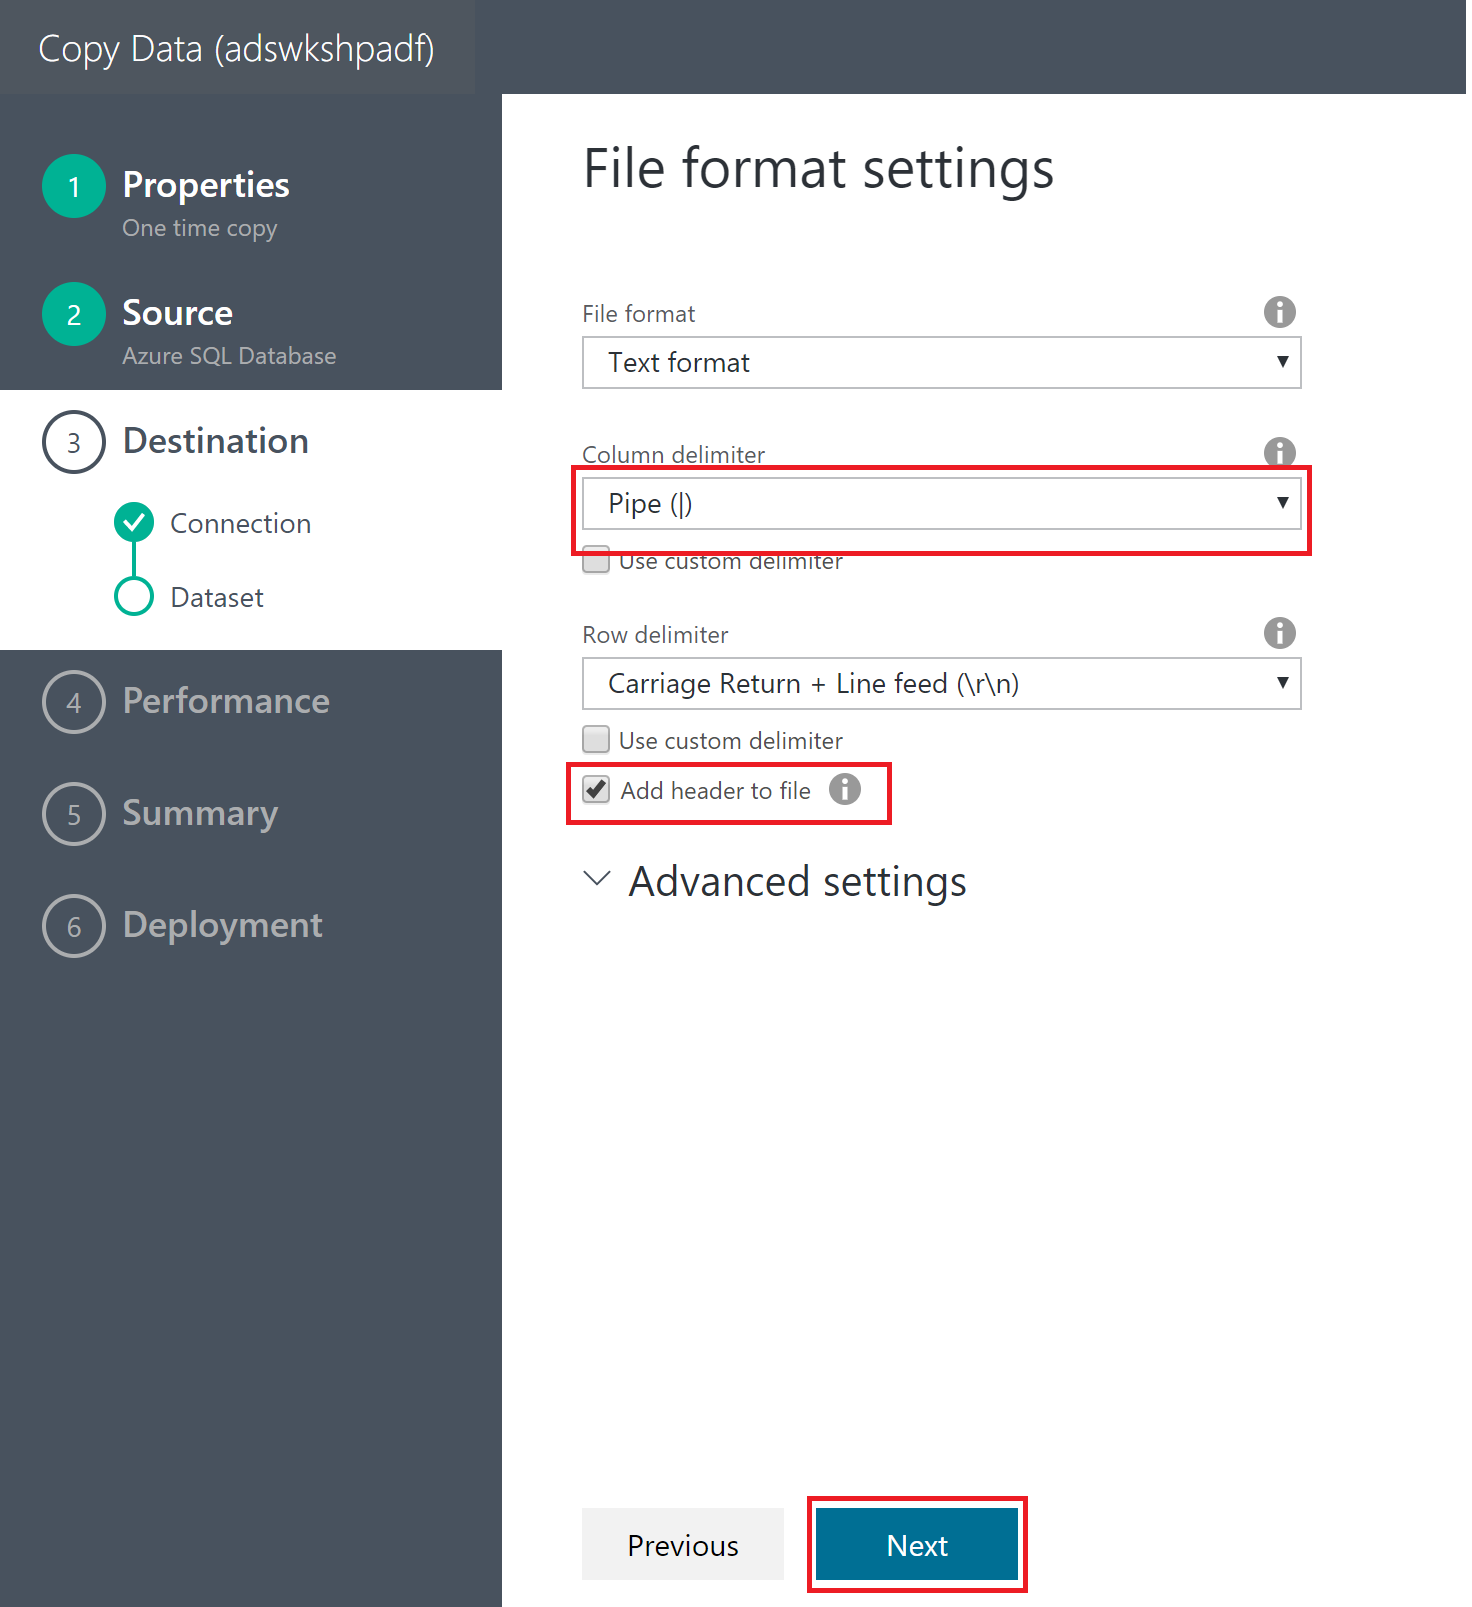 Copy Data (adswkshpadf)
1 Properties
One time copy
2 Source
Azure SQL Database
3 Destination
Connection
Dataset
4 Performance
5 Summary
6 Deployment
File format settings
File format
Text format
Column delimiter
Pipe (|)
Use custom delimiter
Row delimiter
Carriage Return + Line feed (\r\n)
Use custom delimiter
Add header to file
Advanced settings
Previous
Next